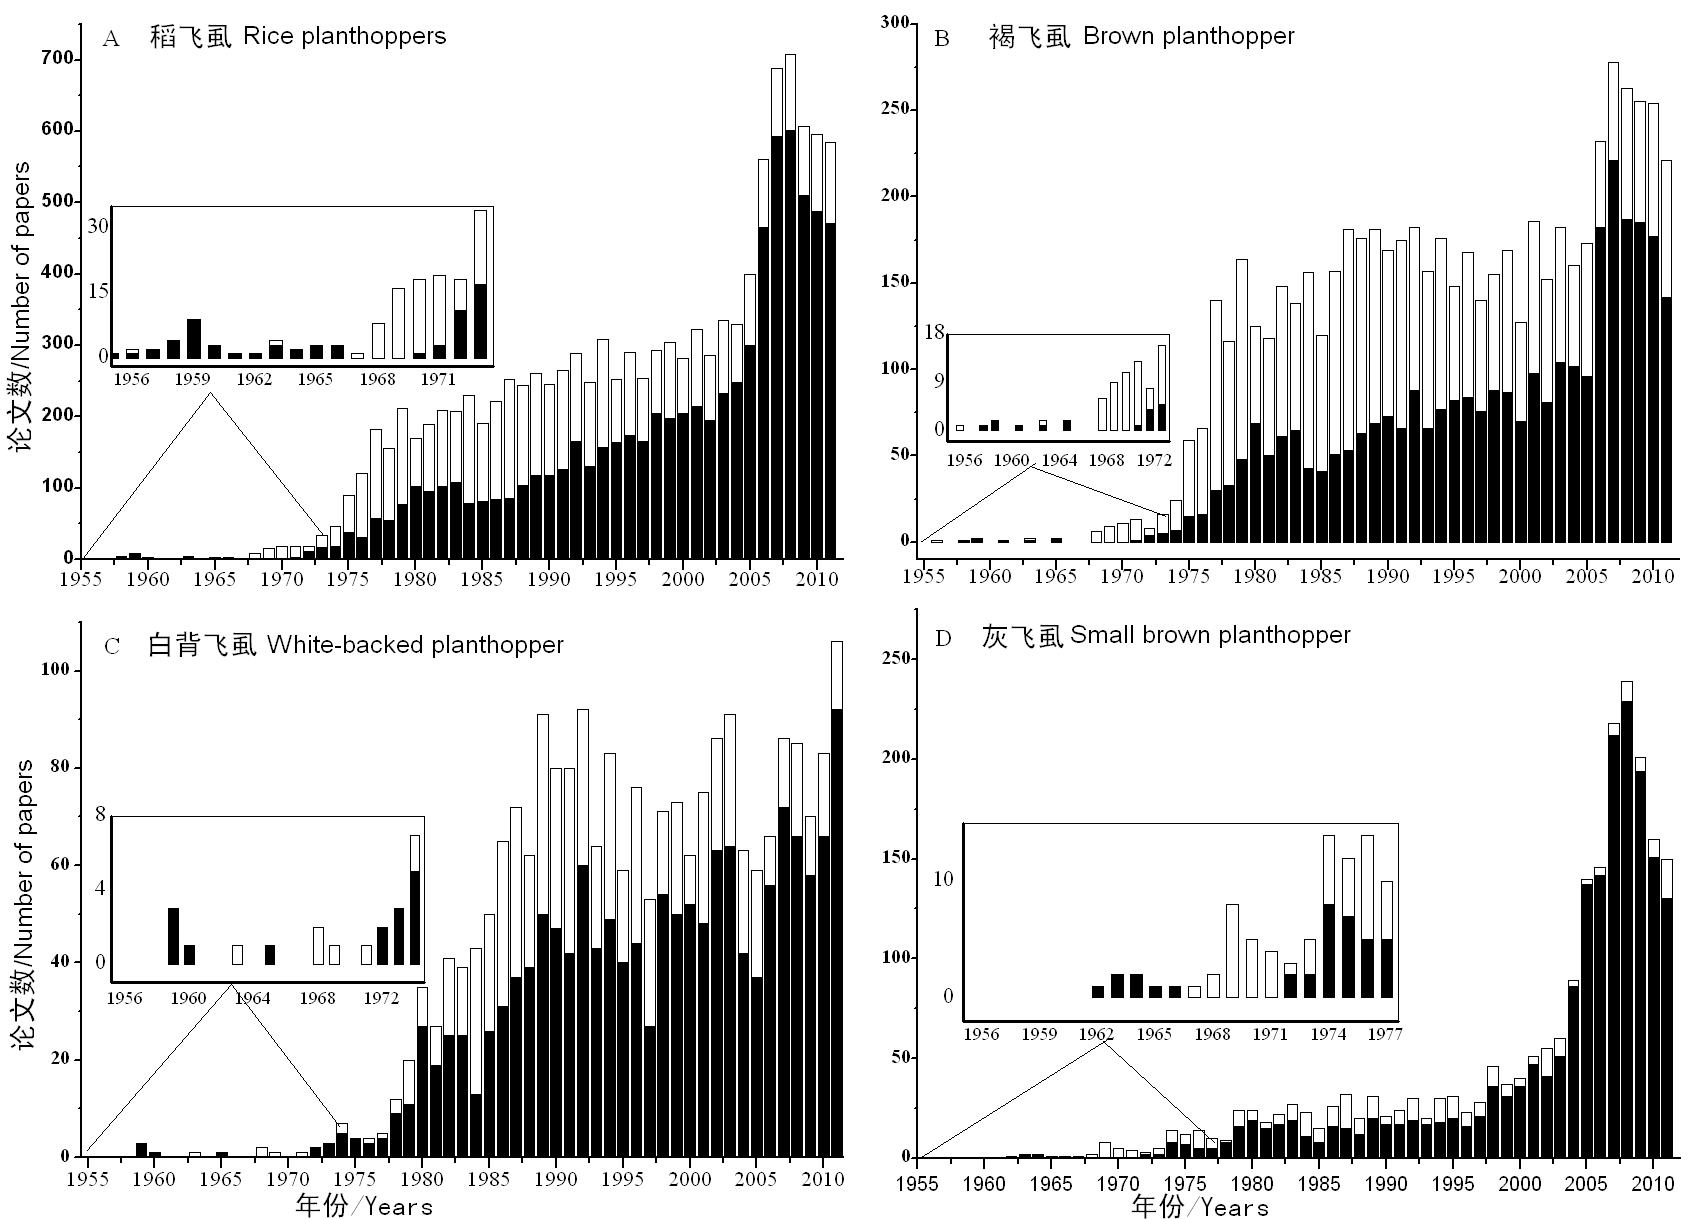 A 稻飞虱 Rice planthoppers
论文数/Number of papers
700
600
500
400
300
200
100
0
30
15
0
1956 1959 1962 1965 1968 1971
1955 1960 1965 1970 1975 1980 1985 1990 1995 2000 2005 2010
B 褐飞虱 Brown planthopper
300
250
200
150
100
50
0
18
9
0
1956 1960 1964 1968 1972
1955 1960 1965 1970 1975 1980 1985 1990 1995 2000 2005 2010
C 白背飞虱 White-backed planthopper
论文数/Number of papers
100
80
60
40
20
0
8
4
0
1956 1960 1964 1968 1972
1955 1960 1965 1970 1975 1980 1985 1990 1995 2000 2005 2010
年份/Years
D 灰飞虱 Small brown planthopper
250
200
150
100
50
0
10
0
1956 1959 1962 1965 1968 1971 1974 1977
1955 1960 1965 1970 1975 1980 1985 1990 1995 2000 2005 2010
年份/Years